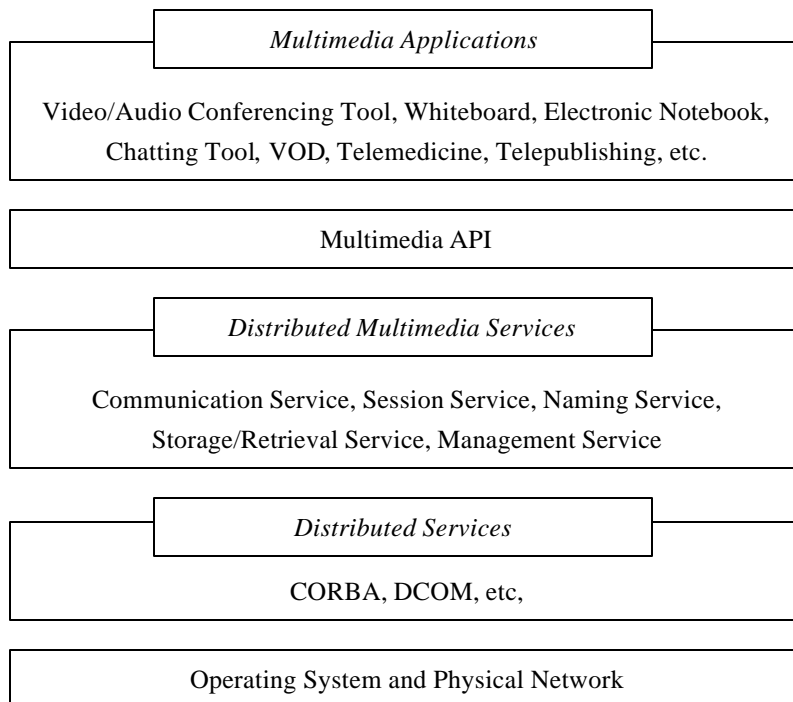 Multimedia Applications
Video/Audio Conferencing Tool, Whiteboard, Electronic Notebook,
Chatting Tool, VOD, Telemedicine, Telepublishing, etc.
Multimedia API
Distributed Multimedia Services
Communication Service, Session Service, Naming Service,
Storage/Retrieval Service, Management Service
Distributed Services
CORBA, DCOM, etc,
Operating System and Physical Network